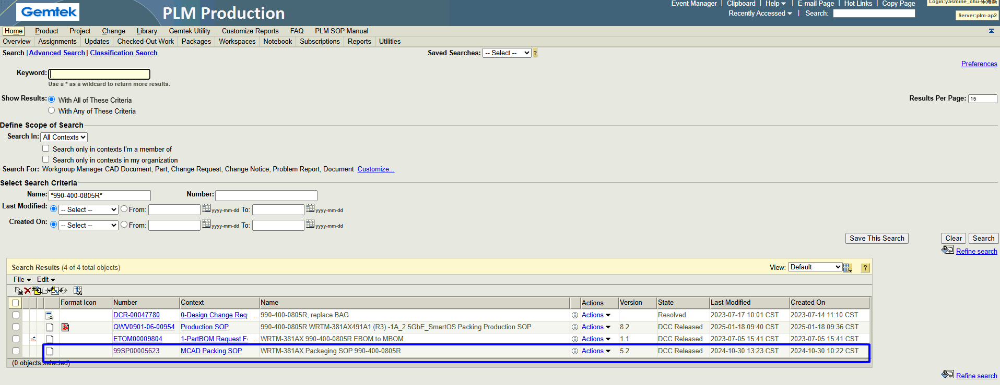 Gemtek
PLM Production
Event Manager | Clipboard | Help | E-mail Page | Hot Links | Copy Page
Login:yasmine_chu-朱海燕
Recently Accessed | Search:
Server:plm-ap2
Home Product Project Change Library Gemtek Utility Customize Reports FAQ PLM SOP Manual
Overview Assignments Updates Checked-Out Work Packages Workspaces Notebook Subscriptions Reports Utilities
Search | Advanced Search | Classification Search
Saved Searches: -- Select -- ?
Preferences
Keyword:
Use a * as a wildcard to return more results.
Show Results: With All of These Criteria
Results Per Page: 15
With Any of These Criteria
Define Scope of Search
Search In: All Contexts
Search only in contexts I'm a member of
Search only in contexts in my organization
Search For: Workgroup Manager CAD Document, Part, Change Request, Change Notice, Problem Report, Document Customize...
Select Search Criteria
Name: *990-400-0805R* Number:
Last Modified: -- Select -- From: yyyy-mm-dd To: yyyy-mm-dd
Created On: -- Select -- From: yyyy-mm-dd To: yyyy-mm-dd
Save This Search Clear Search
Refine search
Search Results (4 of 4 total objects) View: Default ?
File Edit
Format Icon Number Context Name Actions Version State Last Modified Created On
DCR-00047780 0-Design Change Req ... 990-400-0805R, replace BAG Actions Resolved 2023-07-17 10:01 CST 2023-07-14 11:10 CST
QWV0901-06-00954 Production SOP 990-400-0805R WRTM-381AX491A1 (R3) -1A_2.5GbE_SmartOS Packing Production SOP Actions 8.2 DCC Released 2025-01-18 09:40 CST 2025-01-18 09:36 CST
ETOM00009804 1-PartBOM Request F ... WRTM-381AX 990-400-0805R EBOM to MBOM Actions 1.1 DCC Released 2023-07-05 15:41 CST 2023-07-05 15:41 CST
99SP00005623 MCAD Packing SOP WRTM-381AX Packaging SOP 990-400-0805R Actions 5.2 DCC Released 2024-10-30 13:23 CST 2024-10-30 10:22 CST
(0 objects selected)
Refine search